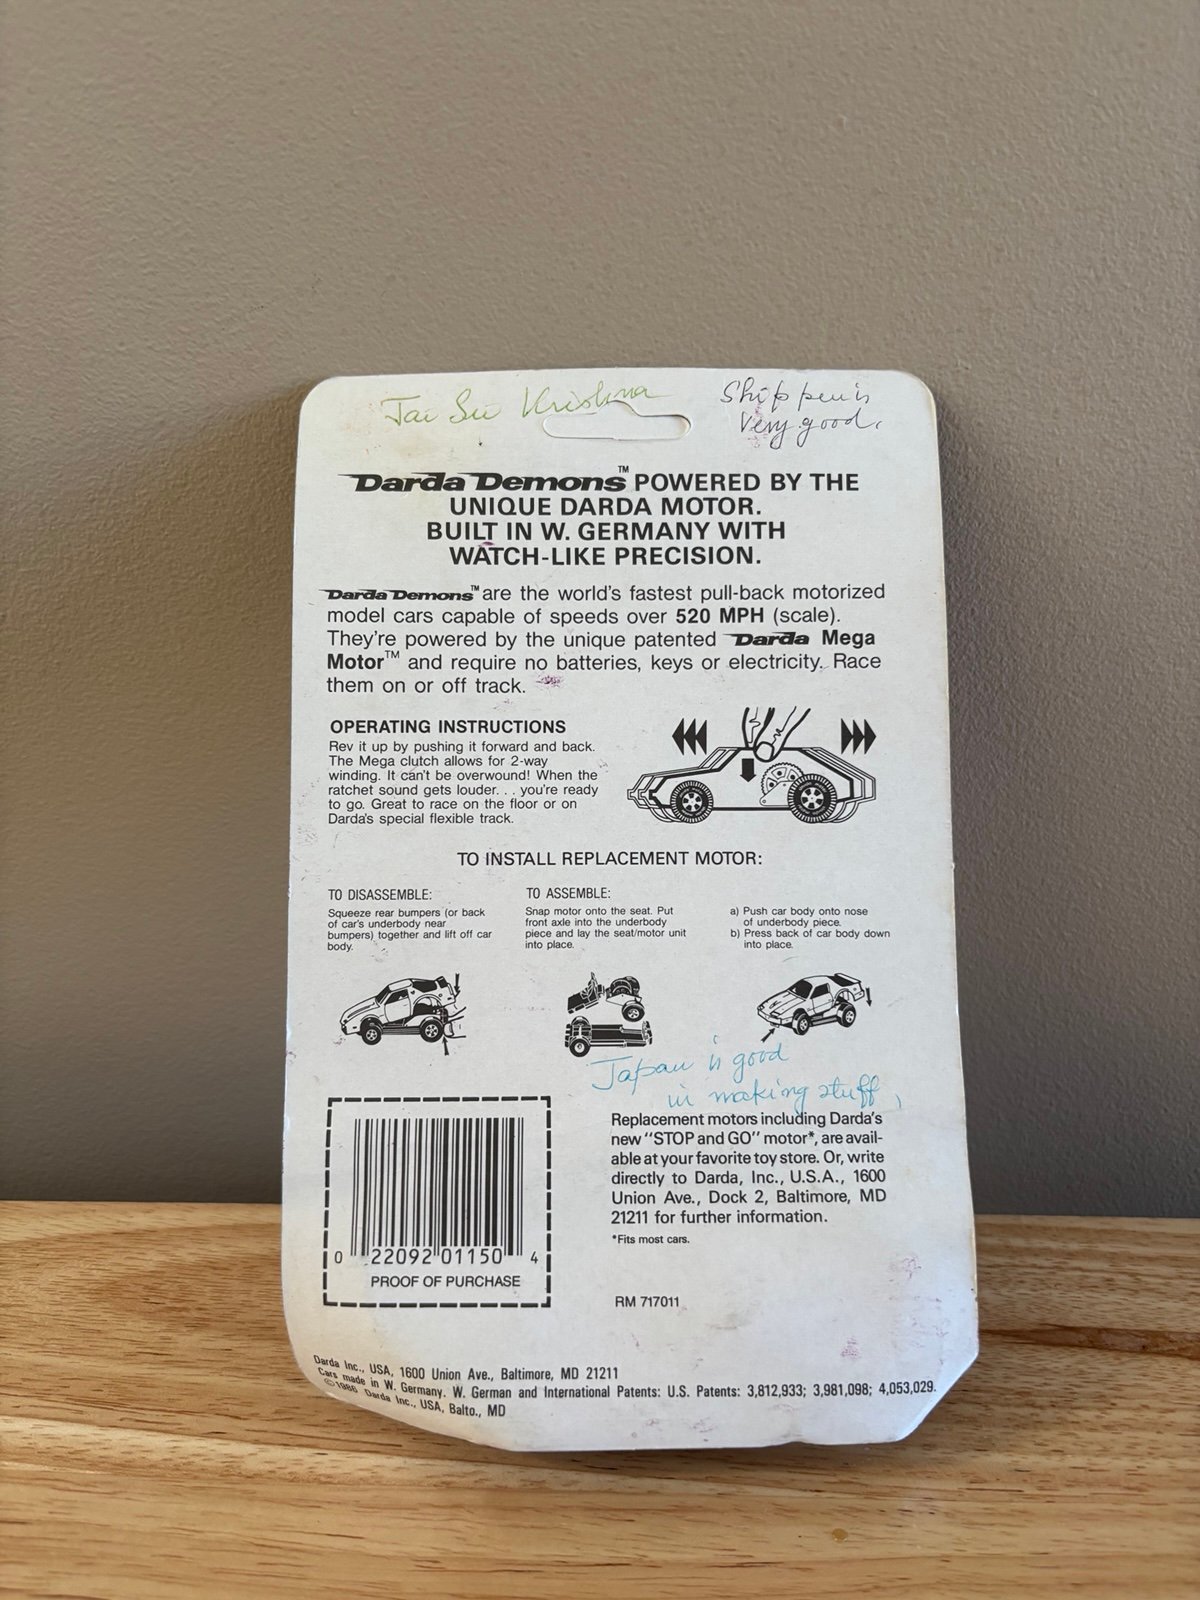 Jai Sri Krishna
Ship pen is
very good.
Darda Demons™ POWERED BY THE
UNIQUE DARDA MOTOR.
BUILT IN W. GERMANY WITH
WATCH-LIKE PRECISION.
Darda Demons™ are the world's fastest pull-back motorized
model cars capable of speeds over 520 MPH (scale).
They're powered by the unique patented Darda Mega
Motor™ and require no batteries, keys or electricity. Race
them on or off track.
OPERATING INSTRUCTIONS
Rev it up by pushing it forward and back.
The Mega clutch allows for 2-way
winding. It can't be overwound! When the
ratchet sound gets louder. . . you're ready
to go. Great to race on the floor or on
Darda's special flexible track.
TO INSTALL REPLACEMENT MOTOR:
TO DISASSEMBLE:
Squeeze rear bumpers (or back
of car's underbody near
bumpers) together and lift off car
body.
TO ASSEMBLE:
Snap motor onto the seat. Put
front axle into the underbody
piece and lay the seat/motor unit
into place.
a) Push car body onto nose
of underbody piece.
b) Press back of car body down
into place.
Japan is good
in making stuff,
Replacement motors including Darda's
new "STOP and GO" motor*, are avail-
able at your favorite toy store. Or, write
directly to Darda, Inc., U.S.A., 1600
Union Ave., Dock 2, Baltimore, MD
21211 for further information.
*Fits most cars.
0 22092 01150 4
PROOF OF PURCHASE
RM 717011
Darda Inc., USA, 1600 Union Ave., Baltimore, MD 21211
Cars made in W. Germany. W. German and International Patents: U.S. Patents: 3,812,933; 3,981,098; 4,053,029.
©1986 Darda Inc., USA, Balto., MD